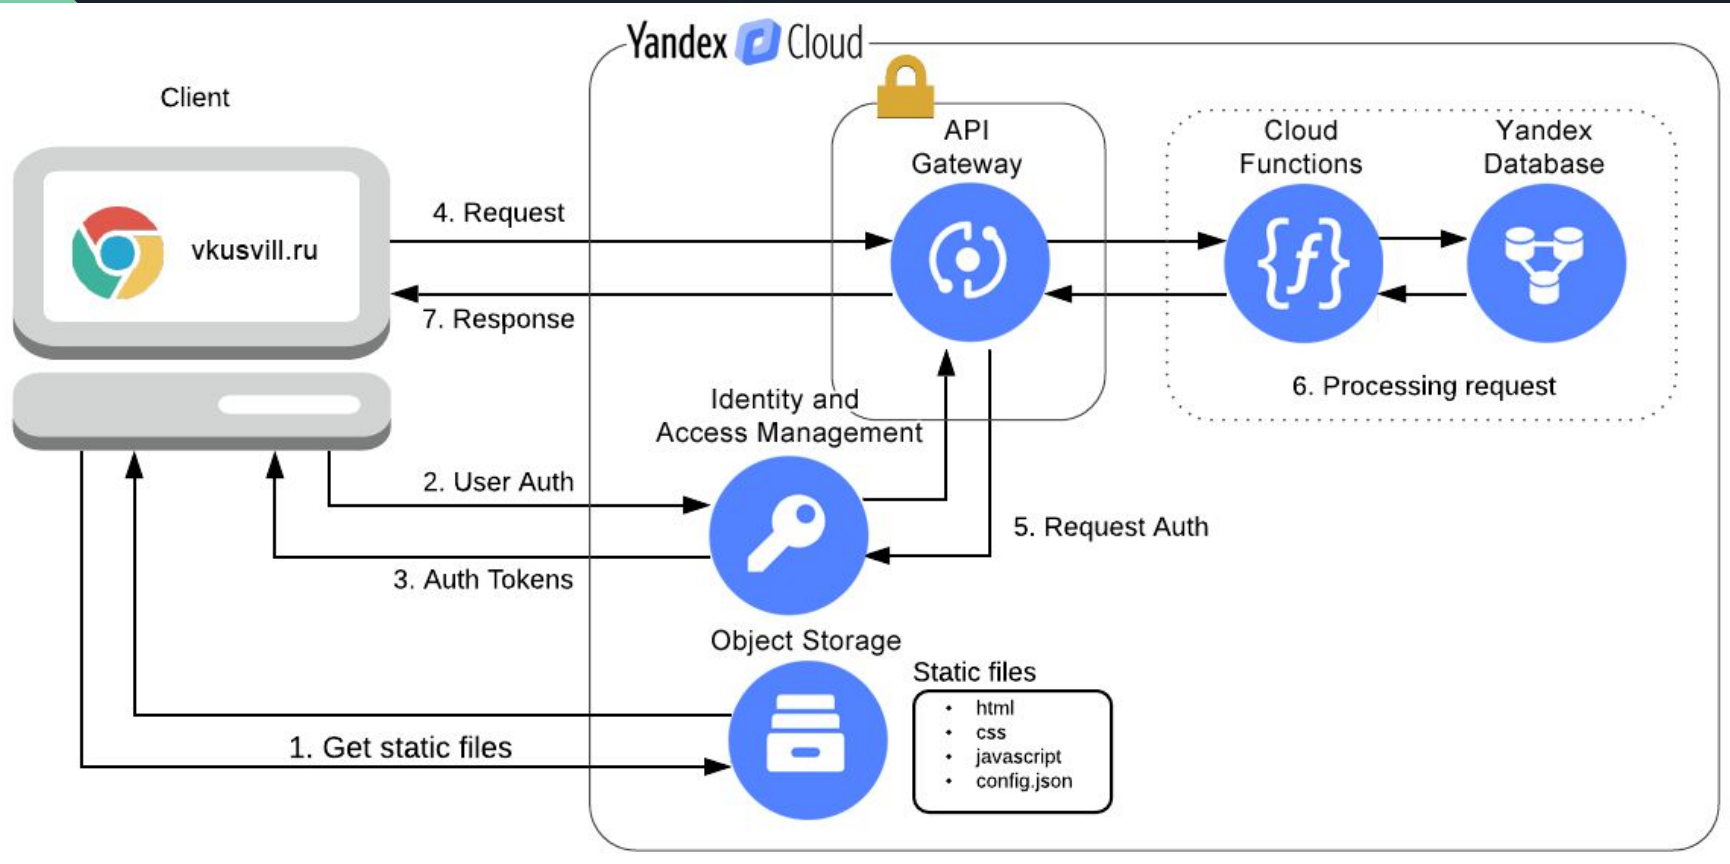 Yandex Cloud
Client
API
Gateway
Cloud
Functions
Yandex
Database
4. Request
vkusvill.ru
7. Response
6. Processing request
Identity and
Access Management
2. User Auth
5. Request Auth
3. Auth Tokens
Object Storage
Static files
html
css
javascript
config.json
1. Get static files